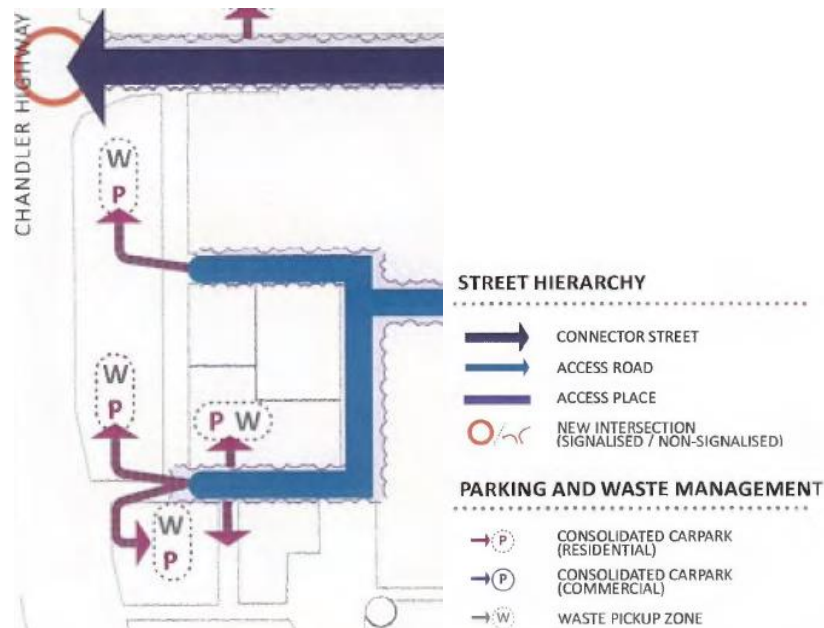 CHANDLER HIGHWAY
W
P
W
P
P W
W
P
STREET HIERARCHY
CONNECTOR STREET
ACCESS ROAD
ACCESS PLACE
NEW INTERSECTION
(SIGNALISED / NON-SIGNALISED)
PARKING AND WASTE MANAGEMENT
P CONSOLIDATED CARPARK
(RESIDENTIAL)
P CONSOLIDATED CARPARK
(COMMERCIAL)
W WASTE PICKUP ZONE